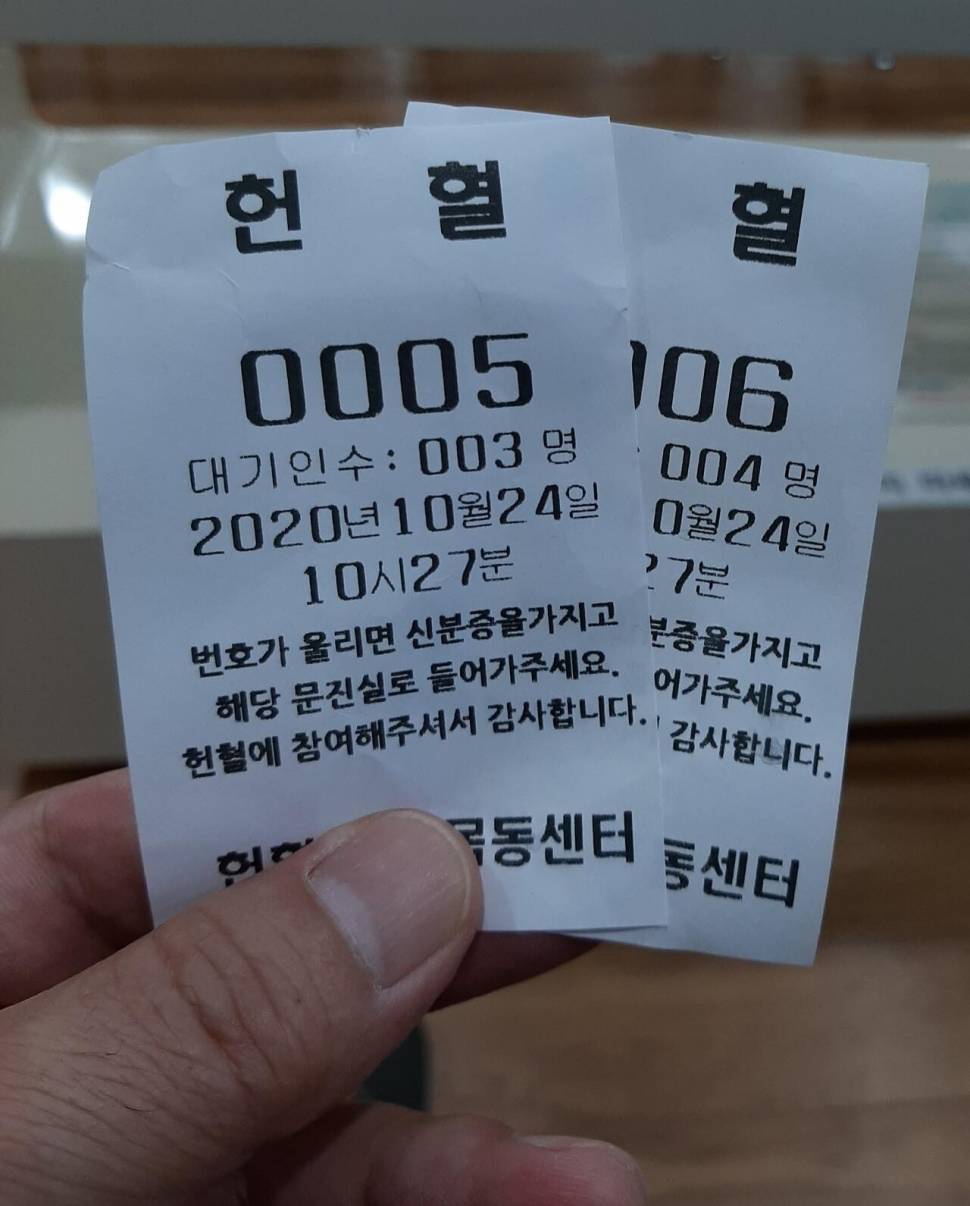 헌 혈
0005
대기인수: 003 명
2020년10월24일
10시27분
번호가 울리면 신분증을가지고
해당 문진실로 들어가주세요.
헌혈에 참여해주셔서 감사합니다.
목동센터
혈
006
004 명
0월24일
27분
분증을가지고
어가주세요.
감사합니다.
동센터